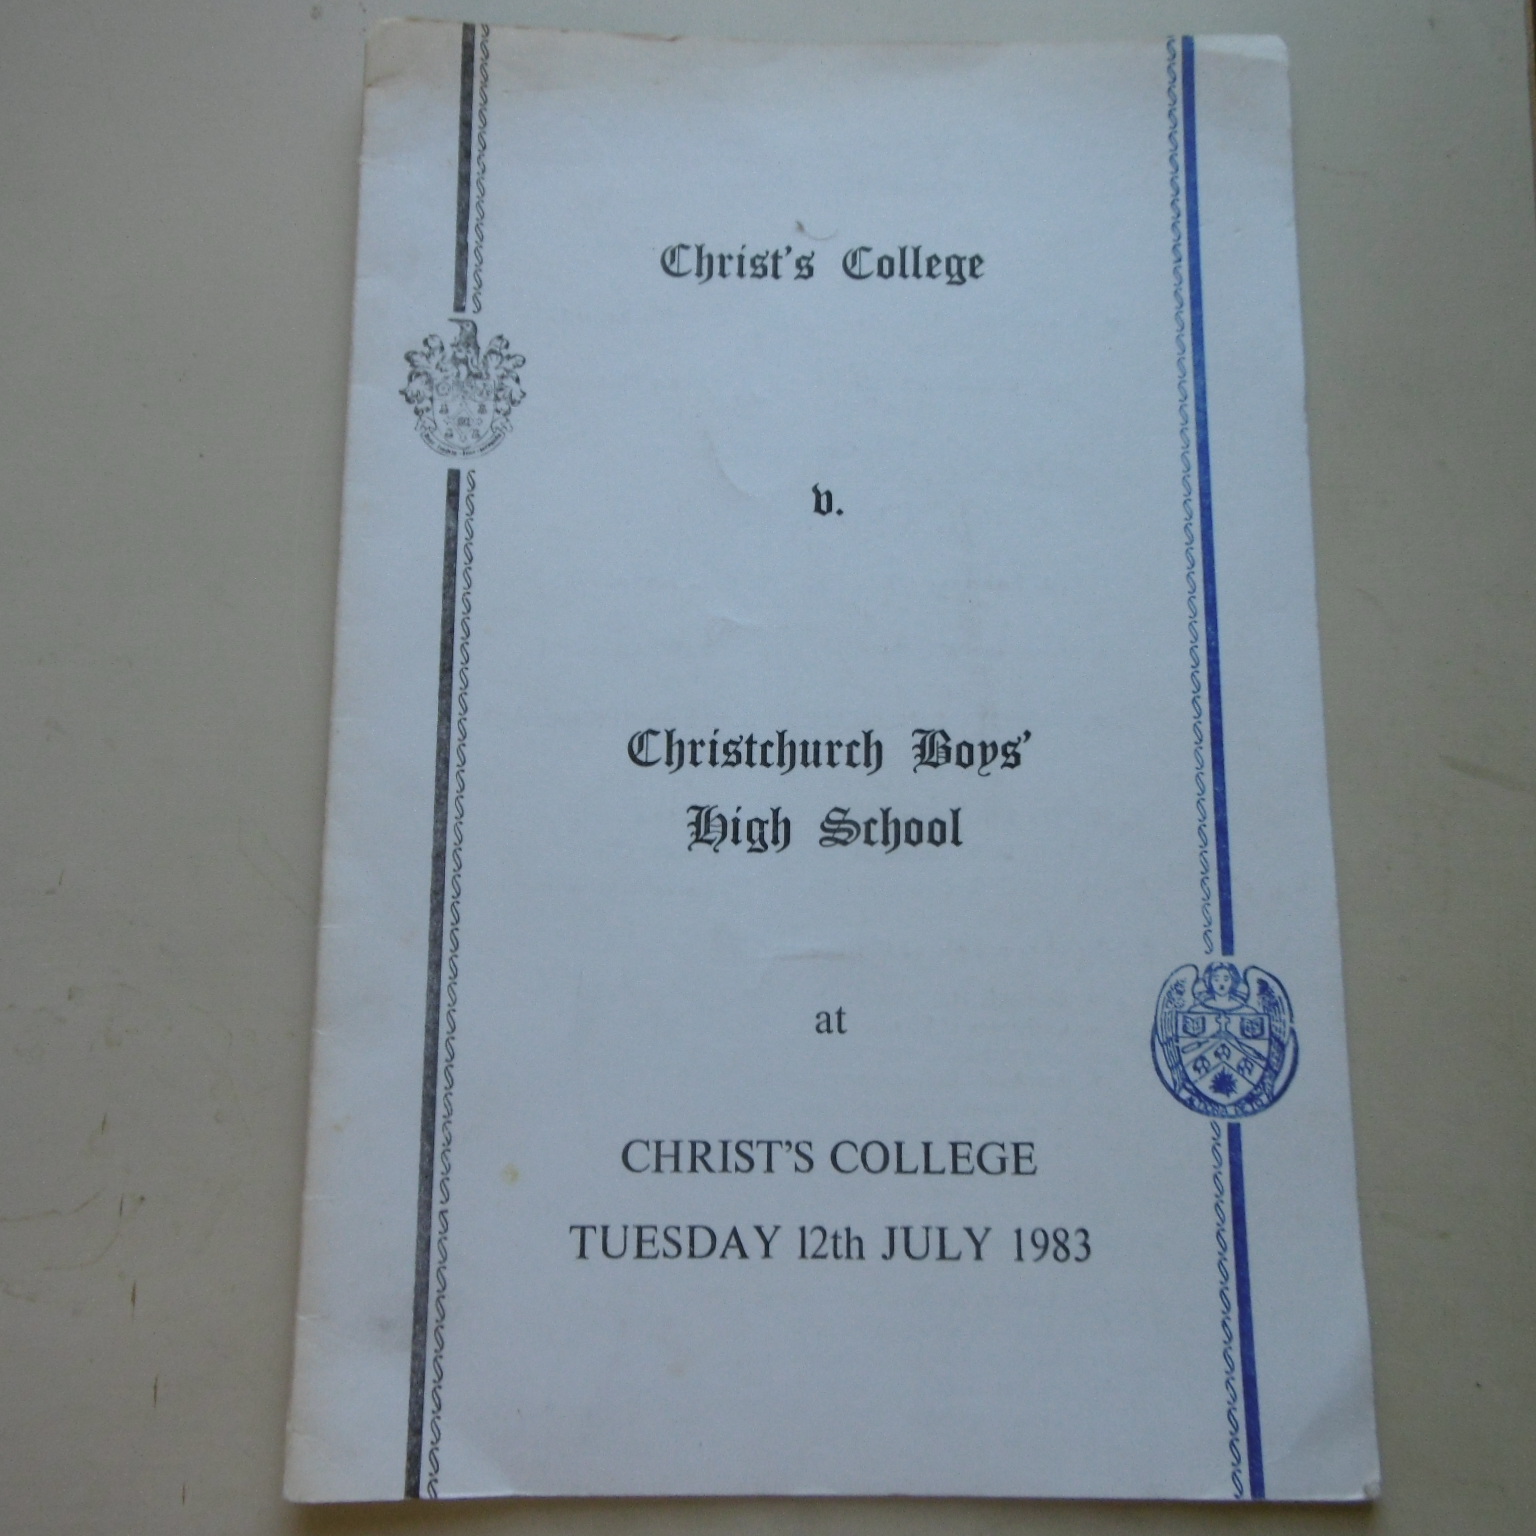 Christ's College
v.
Christchurch Boys'
High School
at
CHRIST'S COLLEGE
TUESDAY 12th JULY 1983